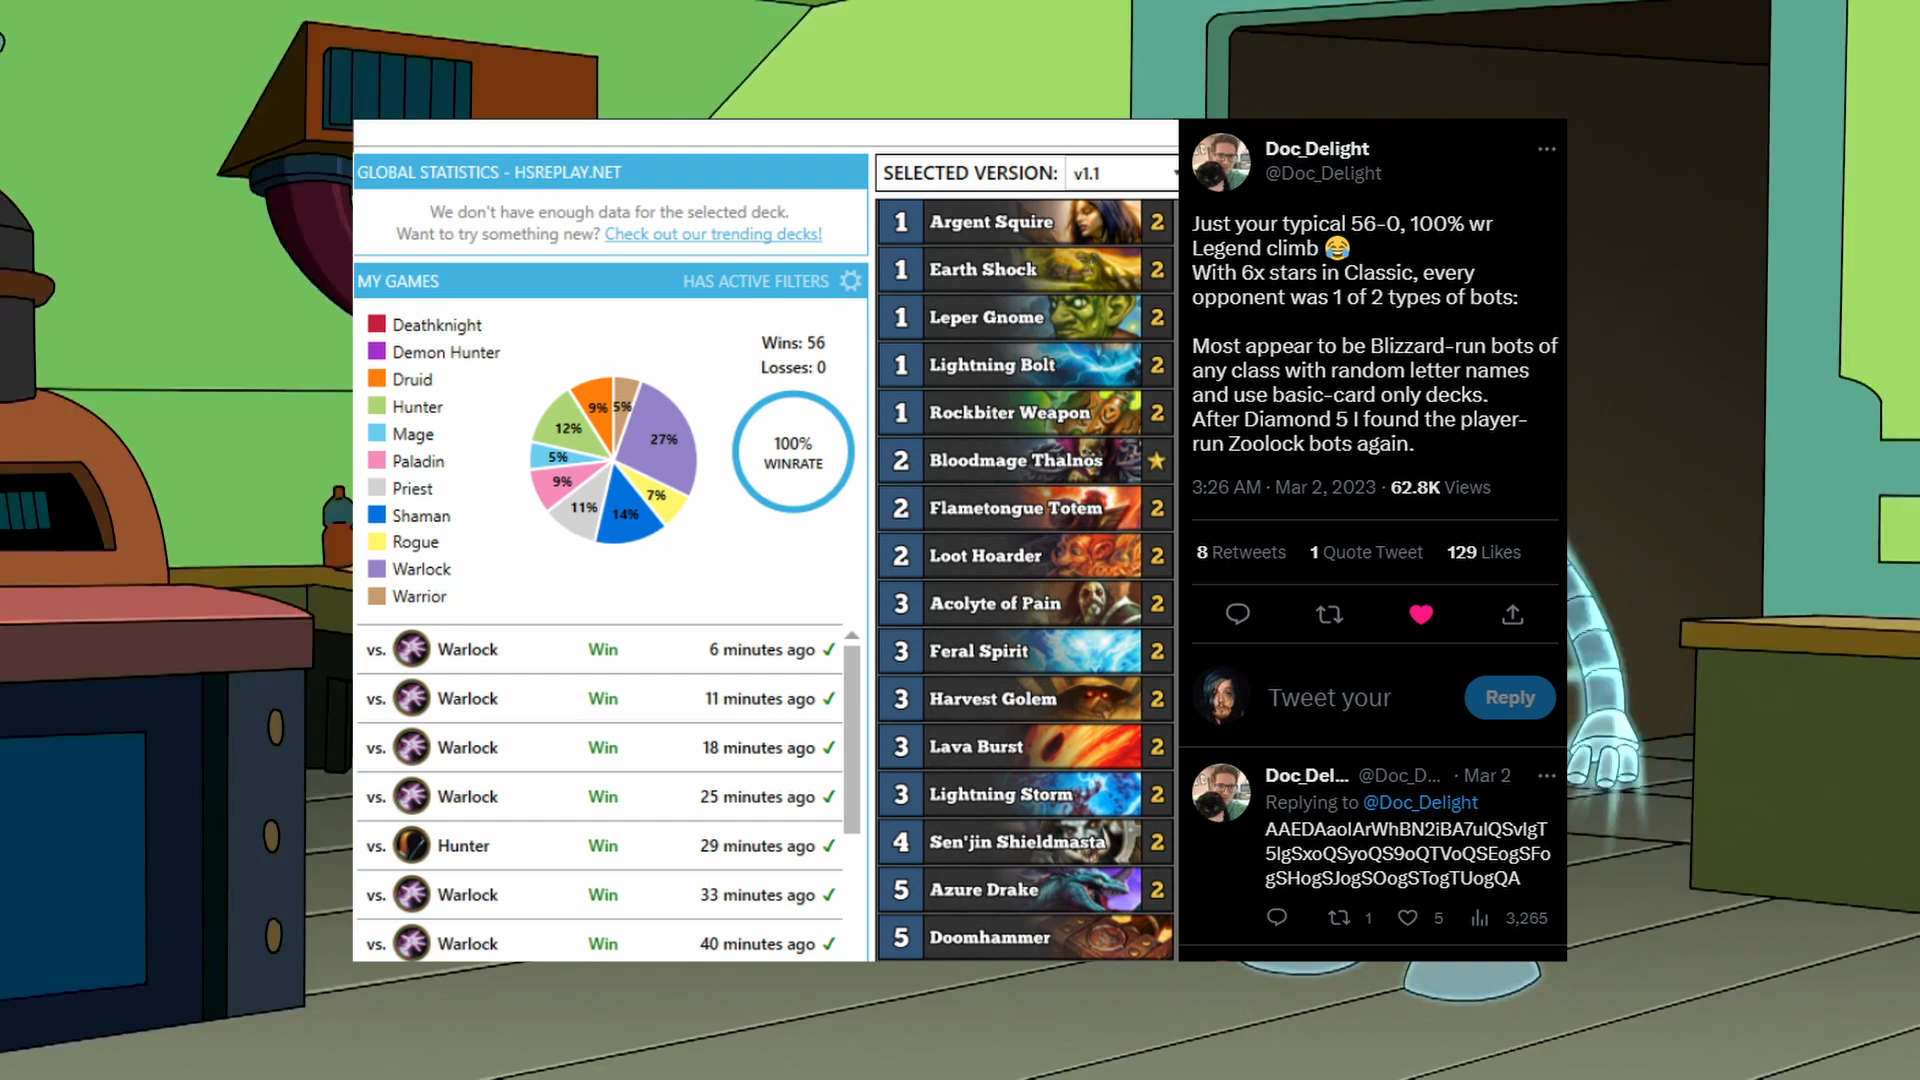 GLOBAL STATISTICS - HSREPLAY.NET
We don't have enough data for the selected deck.
Want to try something new? Check out our trending decks!
MY GAMES
HAS ACTIVE FILTERS
Deathknight
Demon Hunter
Druid
Hunter
Mage
Paladin
Priest
Shaman
Rogue
Warlock
Warrior
9%
5%
12%
27%
5%
9%
7%
11%
14%
Wins: 56
Losses: 0
100%
WINRATE
vs. Warlock Win 6 minutes ago ✓
vs. Warlock Win 11 minutes ago ✓
vs. Warlock Win 18 minutes ago ✓
vs. Warlock Win 25 minutes ago ✓
vs. Hunter Win 29 minutes ago ✓
vs. Warlock Win 33 minutes ago ✓
vs. Warlock Win 40 minutes ago ✓
SELECTED VERSION: v1.1
1 Argent Squire 2
1 Earth Shock 2
1 Leper Gnome 2
1 Lightning Bolt 2
1 Rockbiter Weapon 2
2 Bloodmage Thalnos ★
2 Flametongue Totem 2
2 Loot Hoarder 2
3 Acolyte of Pain 2
3 Feral Spirit 2
3 Harvest Golem 2
3 Lava Burst 2
3 Lightning Storm 2
4 Sen'jin Shieldmasta 2
5 Azure Drake 2
5 Doomhammer
Doc_Delight
@Doc_Delight
Just your typical 56-0, 100% wr
Legend climb 😂
With 6x stars in Classic, every
opponent was 1 of 2 types of bots:
Most appear to be Blizzard-run bots of
any class with random letter names
and use basic-card only decks.
After Diamond 5 I found the player-
run Zoolock bots again.
3:26 AM · Mar 2, 2023 · 62.8K Views
8 Retweets 1 Quote Tweet 129 Likes
Tweet your
Reply
Doc_Del... @Doc_D... · Mar 2
Replying to @Doc_Delight
AAEDAaoIArWhBN2iBA7uIQSvIgT
5IgSxoQSyoQS9oQTVoQSEogSFo
gSHogSJogSOogSTogTUogQA
1 5 3,265